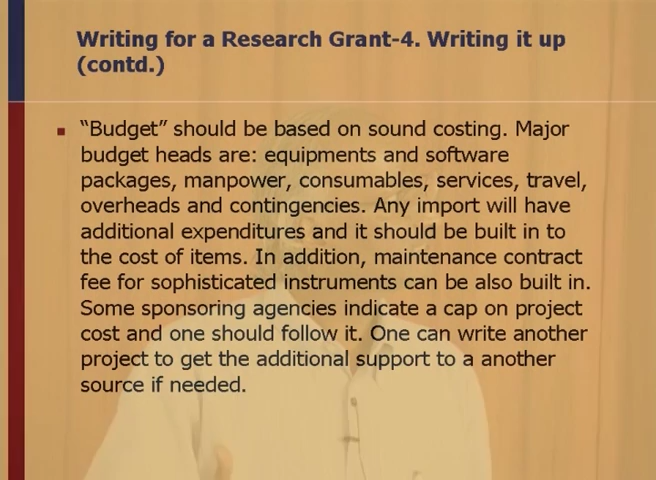 Writing for a Research Grant-4. Writing it up
(contd.)
“Budget” should be based on sound costing. Major
budget heads are: equipments and software
packages, manpower, consumables, services, travel,
overheads and contingencies. Any import will have
additional expenditures and it should be built in to
the cost of items. In addition, maintenance contract
fee for sophisticated instruments can be also built in.
Some sponsoring agencies indicate a cap on project
cost and one should follow it. One can write another
project to get the additional support to a another
source if needed.